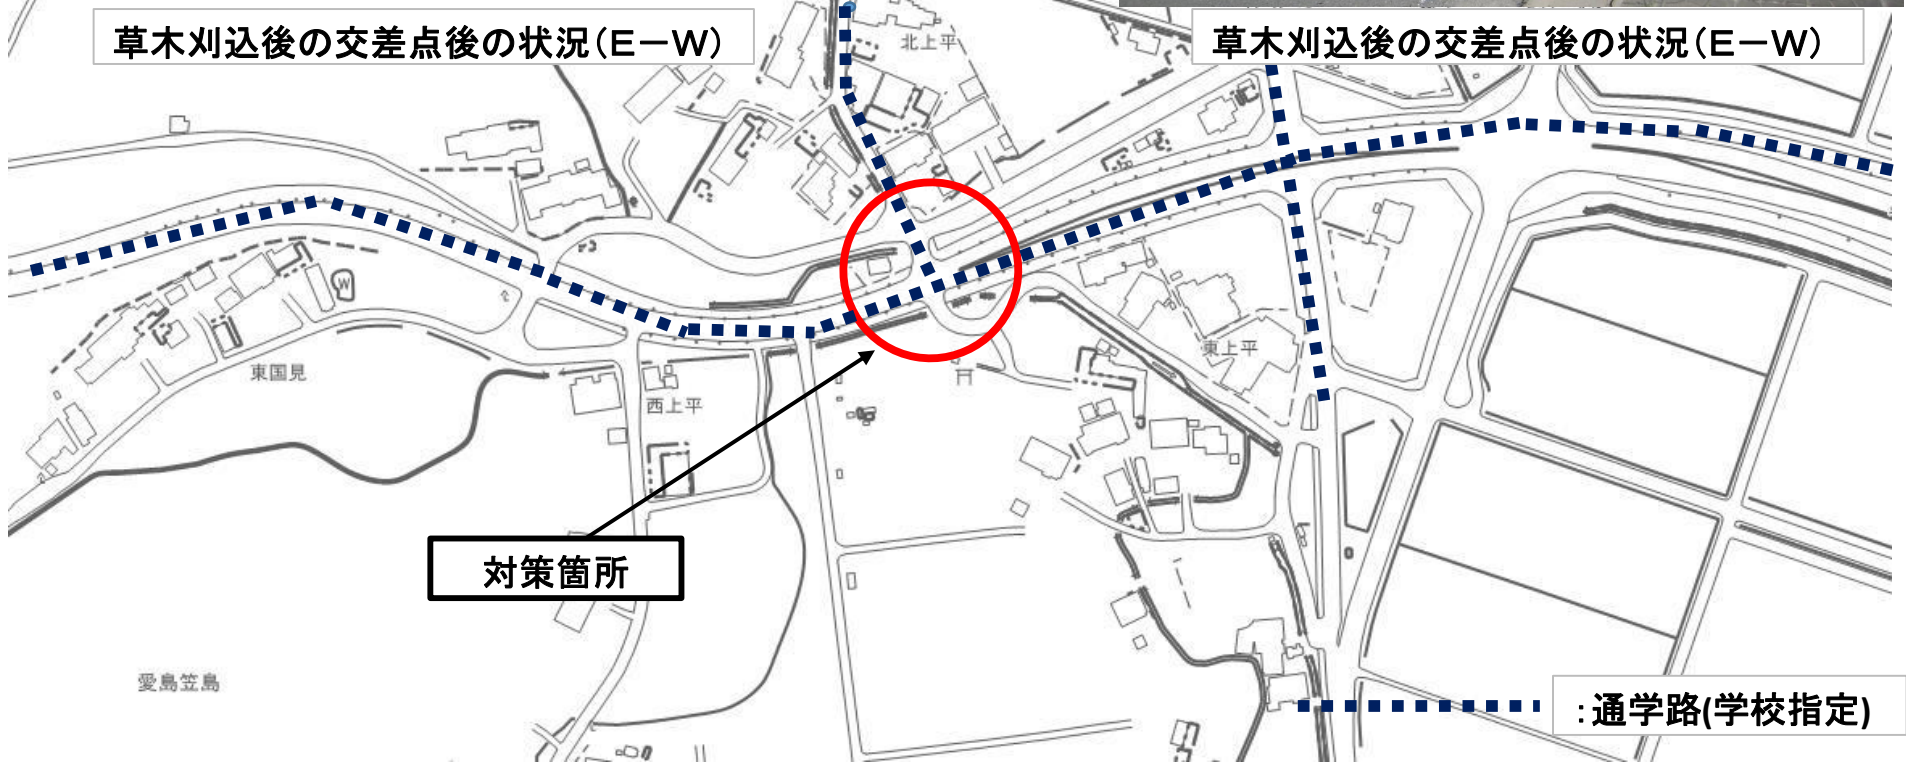 草木刈込後の交差点後の状況(E-W)
草木刈込後の交差点後の状況(E-W)
北上平
東上平
東国見
西上平
W
対策箇所
愛島笠島
:通学路(学校指定)